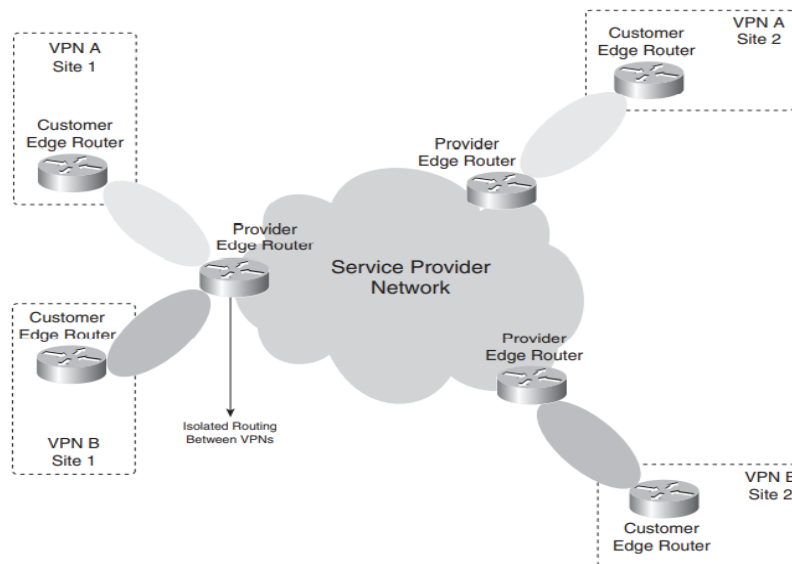 VPN A
Site 1
Customer
Edge Router
Customer
Edge Router
VPN A
Site 2
Provider
Edge Router
Provider
Edge Router
Service Provider
Network
Customer
Edge Router
Provider
Edge Router
Isolated Routing
Between VPNs
VPN B
Site 1
VPN B
Site 2
Customer
Edge Router